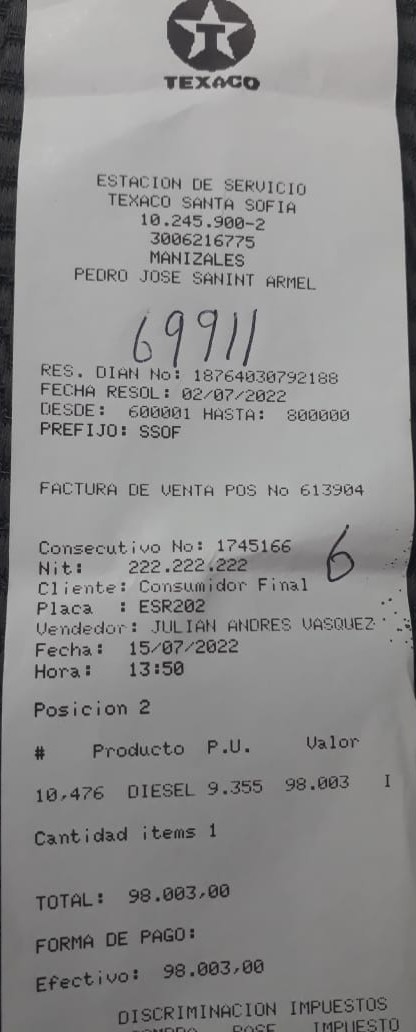 T
TEXACO
ESTACION DE SERVICIO
TEXACO SANTA SOFIA
10.245.900-2
3006216775
MANIZALES
PEDRO JOSE SANINT ARMEL
69911
RES. DIAN No: 18764030792188
FECHA RESOL: 02/07/2022
DESDE: 600001 HASTA: 800000
PREFIJO: SSOF
FACTURA DE VENTA POS No 613904
Consecutivo No: 1745166
6
Nit: 222.222.222
Cliente: Consumidor Final
Placa : ESR202
Vendedor: JULIAN ANDRES VASQUEZ
Fecha: 15/07/2022
Hora: 13:50
Posicion 2
# Producto P.U. Valor
10,476 DIESEL 9.355 98.003 I
Cantidad items 1
TOTAL: 98.003,00
FORMA DE PAGO:
Efectivo: 98.003,00
DISCRIMINACION IMPUESTOS
COMPRA BASE IMPUESTO